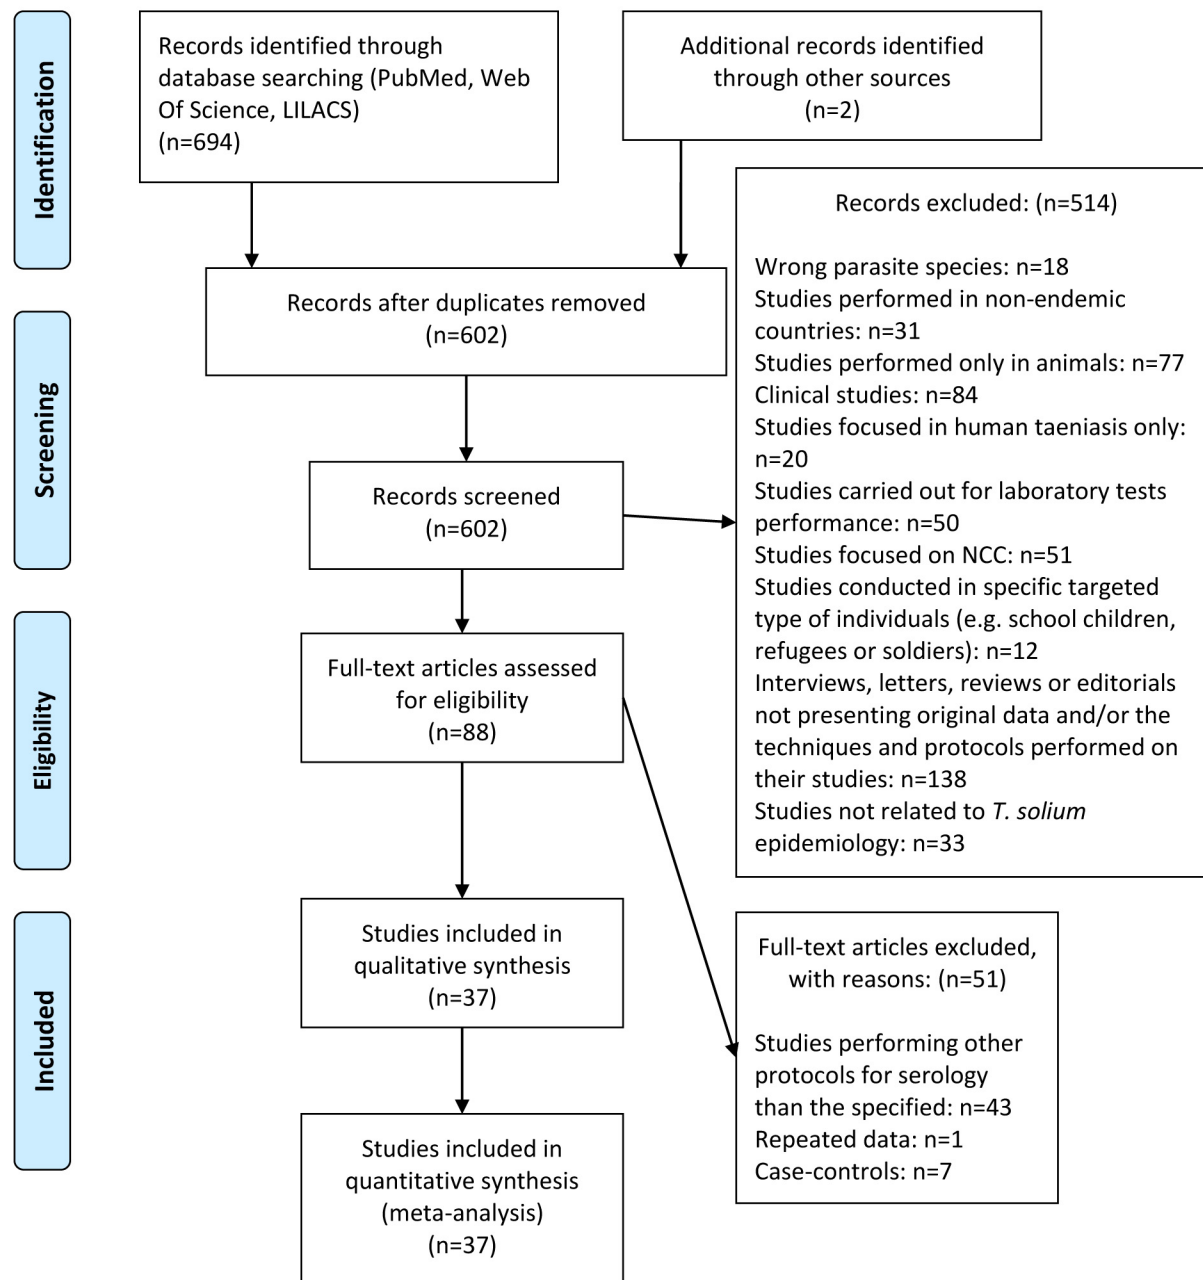 Identification
Records identified through
database searching (PubMed, Web
Of Science, LILACS)
(n=694)
Additional records identified
through other sources
(n=2)
Records after duplicates removed
(n=602)
Screening
Records screened
(n=602)
Records excluded: (n=514)
Wrong parasite species: n=18
Studies performed in non-endemic
countries: n=31
Studies performed only in animals: n=77
Clinical studies: n=84
Studies focused in human taeniasis only:
n=20
Studies carried out for laboratory tests
performance: n=50
Studies focused on NCC: n=51
Studies conducted in specific targeted
type of individuals (e.g. school children,
refugees or soldiers): n=12
Interviews, letters, reviews or editorials
not presenting original data and/or the
techniques and protocols performed on
their studies: n=138
Studies not related to T. solium
epidemiology: n=33
Eligibility
Full-text articles assessed
for eligibility
(n=88)
Full-text articles excluded,
with reasons: (n=51)
Studies performing other
protocols for serology
than the specified: n=43
Repeated data: n=1
Case-controls: n=7
Included
Studies included in
qualitative synthesis
(n=37)
Studies included in
quantitative synthesis
(meta-analysis)
(n=37)